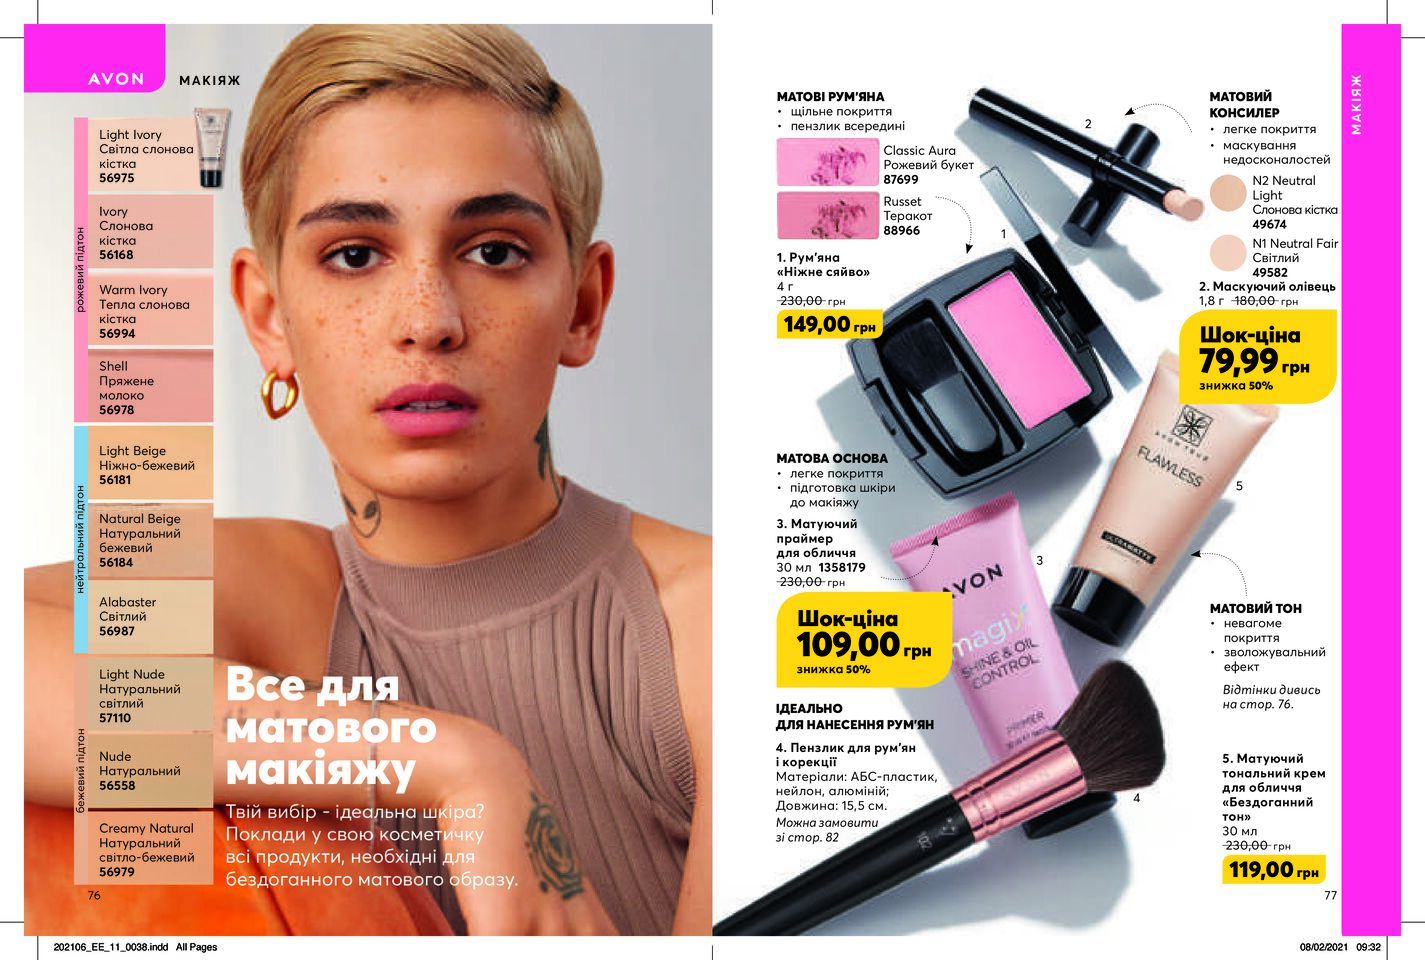 AVON
МАКІЯЖ
Light Ivory
Світла слонова
кістка
56975
Ivory
Слонова
кістка
56168
Warm Ivory
Тепла слонова
кістка
56994
Shell
Пряжене
молоко
56978
рожевий підтон
Light Beige
Ніжно-бежевий
56181
Natural Beige
Натуральний
бежевий
56184
Alabaster
Світлий
56987
нейтральний підтон
Light Nude
Натуральний
світлий
57110
Nude
Натуральний
56558
Creamy Natural
Натуральний
світло-бежевий
56979
бежевий підтон
Все для
матового
макіяжу
Твій вибір - ідеальна шкіра?
Поклади у свою косметичку
всі продукти, необхідні для
бездоганного матового образу.
76
МАТОВІ РУМ'ЯНА
• щільне покриття
• пензлик всередині
Classic Aura
Рожевий букет
87699
Russet
Теракот
88966
1. Рум'яна
«Ніжне сяйво»
4 г
230,00 грн
149,00 грн
1
2
МАТОВИЙ
КОНСИЛЕР
• легке покриття
• маскування
недосконалостей
N2 Neutral
Light
Слонова кістка
49674
N1 Neutral Fair
Світлий
49582
2. Маскуючий олівець
1,8 г 180,00 грн
Шок-ціна
79,99 грн
знижка 50%
МАТОВА ОСНОВА
• легке покриття
• підготовка шкіри
до макіяжу
3. Матуючий
праймер
для обличчя
30 мл 1358179
230,00 грн
Шок-ціна
109,00 грн
знижка 50%
3
AVON
magix
SHINE & OIL
CONTROL
PRIMER
AVON TRUE
FLAWLESS
ULTRAMATTE
5
МАТОВИЙ ТОН
• невагоме
покриття
• зволожувальний
ефект
Відтінки дивись
на стор. 76.
5. Матуючий
тональний крем
для обличчя
«Бездоганний
тон»
30 мл
230,00 грн
119,00 грн
ІДЕАЛЬНО
ДЛЯ НАНЕСЕННЯ РУМ'ЯН
4. Пензлик для рум'ян
і корекції
Матеріали: АБС-пластик,
нейлон, алюміній;
Довжина: 15,5 см.
Можна замовити
зі стор. 82
4
77
МАКІЯЖ
202106_EE_11_0038.indd All Pages
08/02/2021 09:32